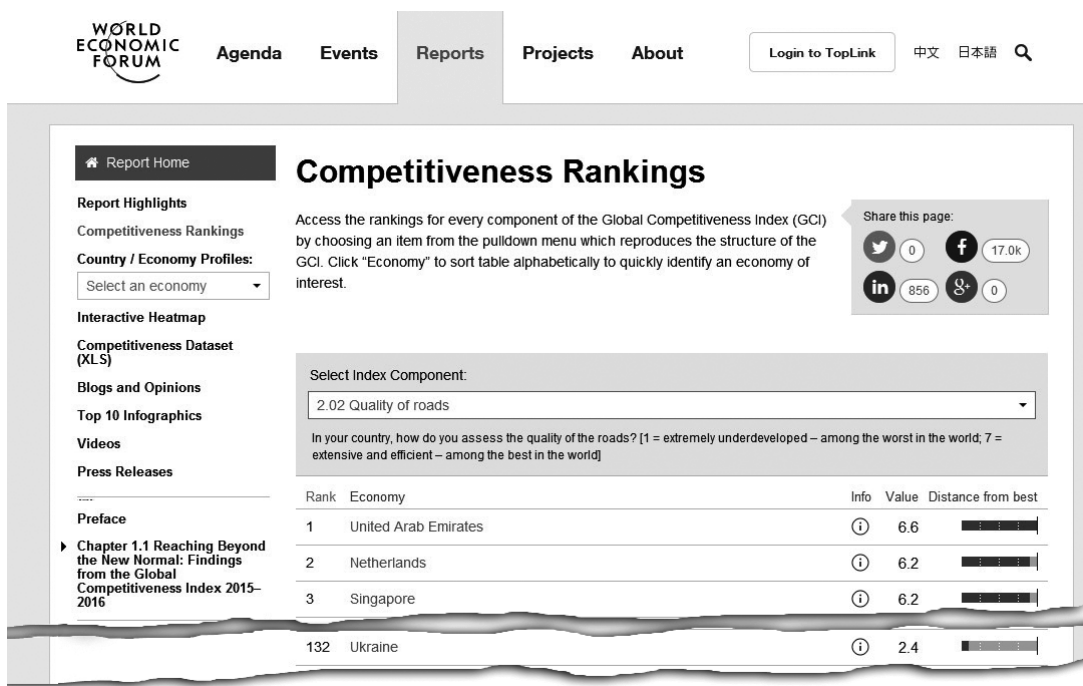 WORLD
ECONOMIC
FORUM
Agenda Events Reports Projects About Login to TopLink 中文 日本語
Report Home
Report Highlights
Competitiveness Rankings
Country / Economy Profiles:
Select an economy
Interactive Heatmap
Competitiveness Dataset
(XLS)
Blogs and Opinions
Top 10 Infographics
Videos
Press Releases
Preface
Chapter 1.1 Reaching Beyond
the New Normal: Findings
from the Global
Competitiveness Index 2015–
2016
Competitiveness Rankings
Access the rankings for every component of the Global Competitiveness Index (GCI)
by choosing an item from the pulldown menu which reproduces the structure of the
GCI. Click “Economy” to sort table alphabetically to quickly identify an economy of
interest.
Share this page:
0 f 17.0k
in 856 g+ 0
Select Index Component:
2.02 Quality of roads
In your country, how do you assess the quality of the roads? [1 = extremely underdeveloped – among the worst in the world; 7 =
extensive and efficient – among the best in the world]
Rank Economy Info Value Distance from best
1 United Arab Emirates i 6.6
2 Netherlands i 6.2
3 Singapore i 6.2
132 Ukraine i 2.4